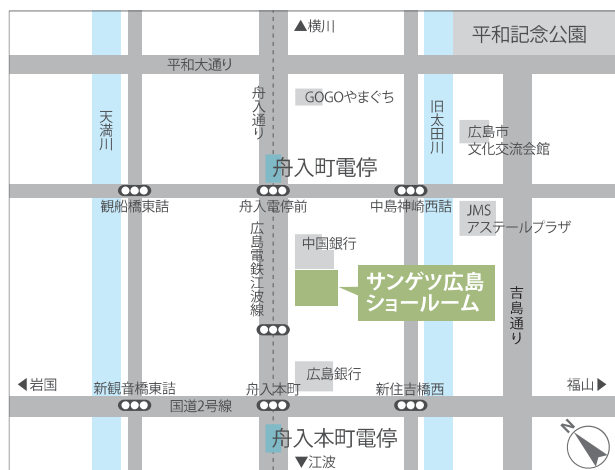 ▲横川
平和記念公園
平和大通り
舟入通り
GOGOやまぐち
天満川
旧太田川
広島市
文化交流会館
舟入町電停
観船橋東詰
舟入電停前
中島神崎西詰
JMS
アステールプラザ
広島電鉄江波線
中国銀行
サンゲツ広島
ショールーム
吉島通り
広島銀行
◀岩国
新観音橋東詰
舟入本町
新住吉橋西
福山▶
国道2号線
舟入本町電停
▼江波
N